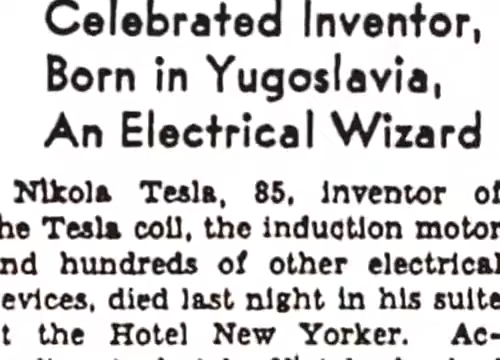 Celebrated Inventor,
Born in Yugoslavia,
An Electrical Wizard
Nikola Tesla, 85, inventor of
he Tesla coil, the induction motor
nd hundreds of other electrical
evices, died last night in his suite
t the Hotel New Yorker. Ac-